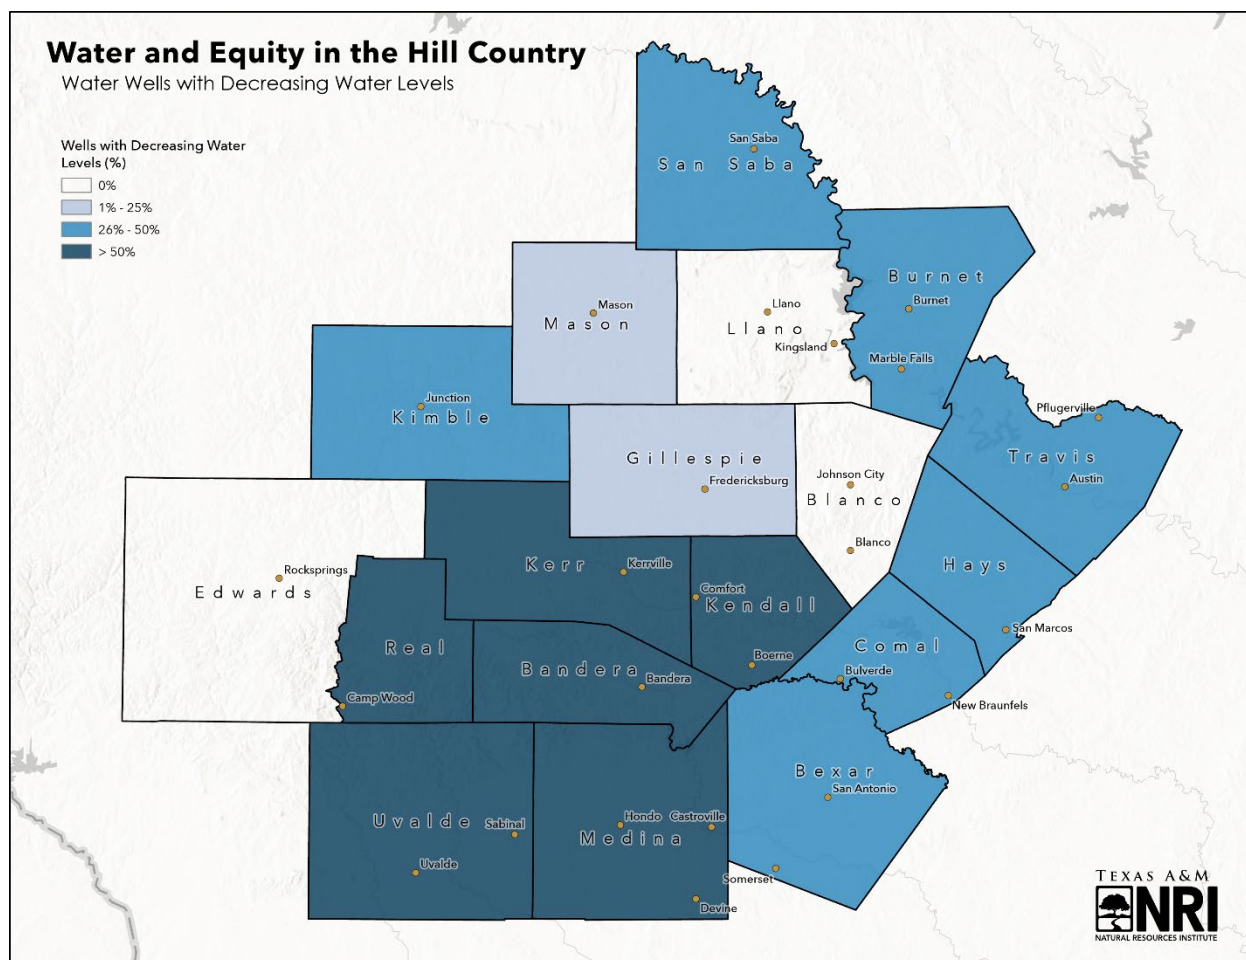 Water and Equity in the Hill Country
Water Wells with Decreasing Water Levels
Wells with Decreasing Water
Levels (%)
0%
1% - 25%
26% - 50%
> 50%
San Saba
San Saba
Burnet
Burnet
Marble Falls
Mason
Mason
Llano
Llano
Kingsland
Junction
Kimble
Pflugerville
Travis
Austin
Gillespie
Fredericksburg
Johnson City
Blanco
Blanco
Hays
San Marcos
Rocksprings
Edwards
Kerr
Kerrville
Comfort
Kendall
Boerne
Real
Camp Wood
Bandera
Bandera
Comal
Bulverde
New Braunfels
Bexar
San Antonio
Somerset
Uvalde
Sabinal
Uvalde
Hondo
Castroville
Medina
Devine
TEXAS A&M
NRI
NATURAL RESOURCES INSTITUTE